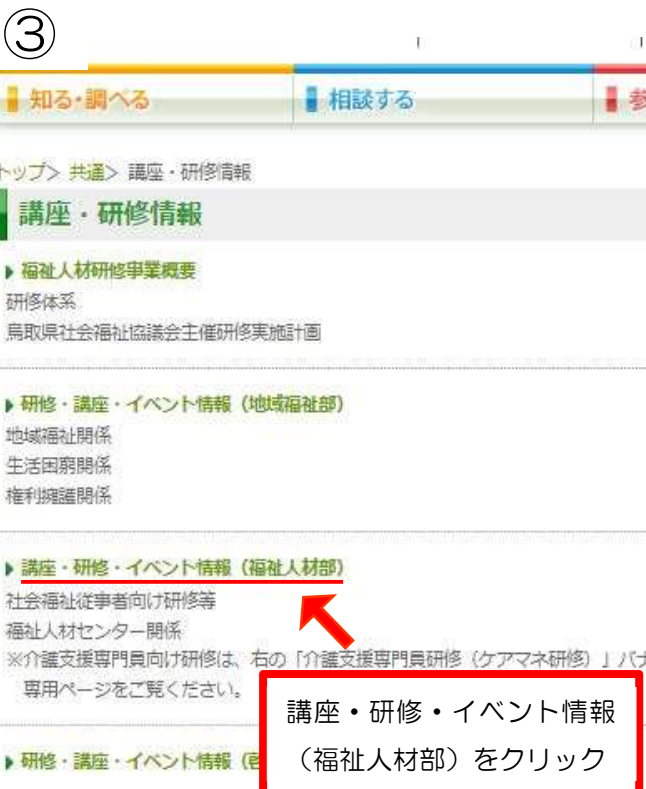 ③
知る・調べる
相談する
トップ> 共通> 講座・研修情報
講座・研修情報
福祉人材研修事業概要
研修体系
鳥取県社会福祉協議会主催研修実施計画
研修・講座・イベント情報（地域福祉部）
地域福祉関係
生活困窮関係
権利擁護関係
講座・研修・イベント情報（福祉人材部）
社会福祉従事者向け研修等
福祉人材センター関係
※介護支援専門員向け研修は、右の「介護支援専門員研修（ケアマネ研修）」バナ
専用ページをご覧ください。
講座・研修・イベント情報
（福祉人材部）をクリック
研修・講座・イベント情報（